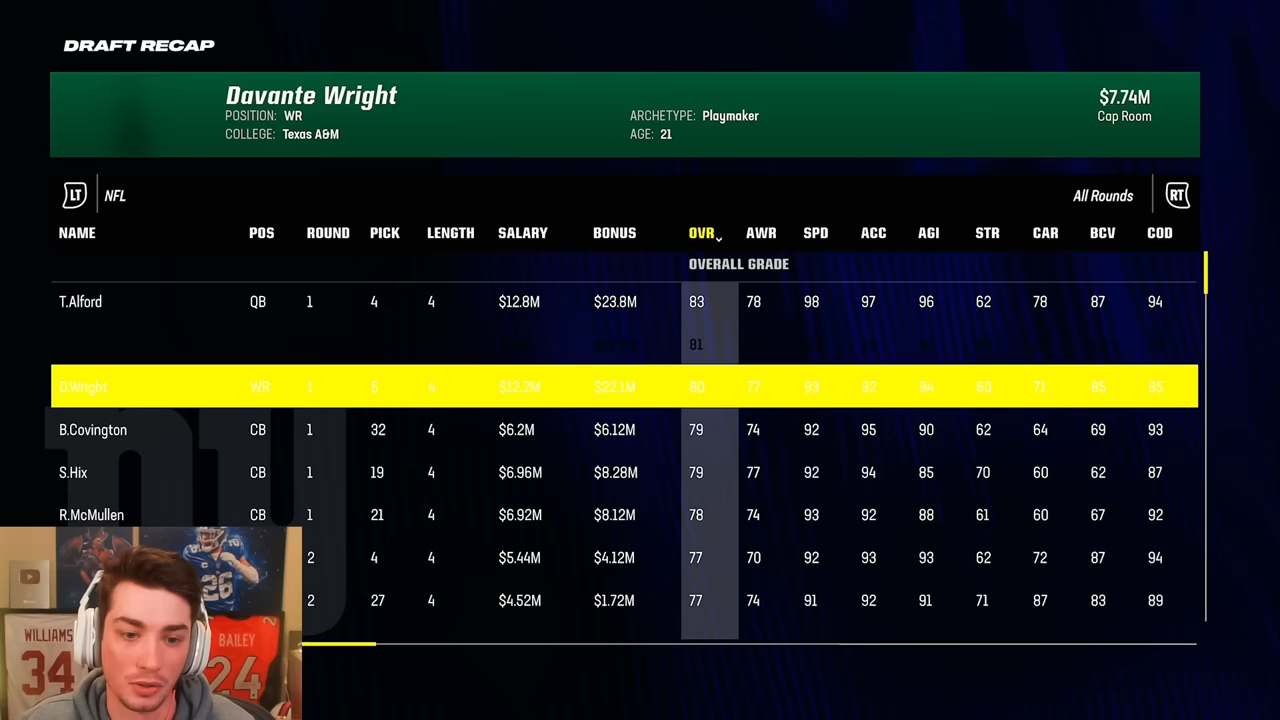 DRAFT RECAP
Davante Wright
POSITION: WR
COLLEGE: Texas A&M
ARCHETYPE: Playmaker
AGE: 21
$7.74M
Cap Room
LT NFL
All Rounds RT
NAME POS ROUND PICK LENGTH SALARY BONUS OVR AWR SPD ACC AGI STR CAR BCV COD
OVERALL GRADE
T.Alford QB 1 4 4 $12.8M $23.8M 83 78 98 97 96 62 78 87 94
81
D.Wright WR 1 5 4 $12.2M $22.1M 80 77 93 92 94 60 71 85 95
B.Covington CB 1 32 4 $6.2M $6.12M 79 74 92 95 90 62 64 69 93
S.Hix CB 1 19 4 $6.96M $8.28M 79 77 92 94 85 70 60 62 87
R.McMullen CB 1 21 4 $6.92M $8.12M 78 74 93 92 88 61 60 67 92
2 4 4 $5.44M $4.12M 77 70 92 93 93 62 72 87 94
2 27 4 $4.52M $1.72M 77 74 91 92 91 71 87 83 89
26
WILLIAMS
34
BAILEY
24